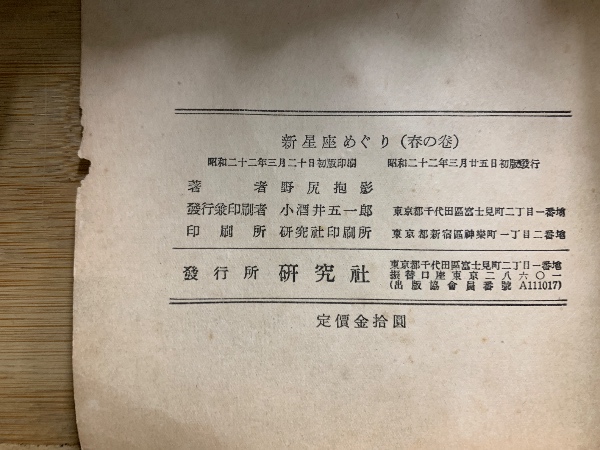 新星座めぐり(春の卷)
昭和二十二年三月二十日初版印刷 昭和二十二年三月廿五日初版發行
著者 野尻抱影
發行兼印刷者 小酒井五一郎 東京都千代田區富士見町二丁目一番地
印刷所 硏究社印刷所 東京都新宿區神樂町一丁目二番地
發行所 硏究社 東京都千代田區富士見町二丁目一番地
振替口座東京二八六〇一
(出版協會員番號 A111017)
定價金拾圓